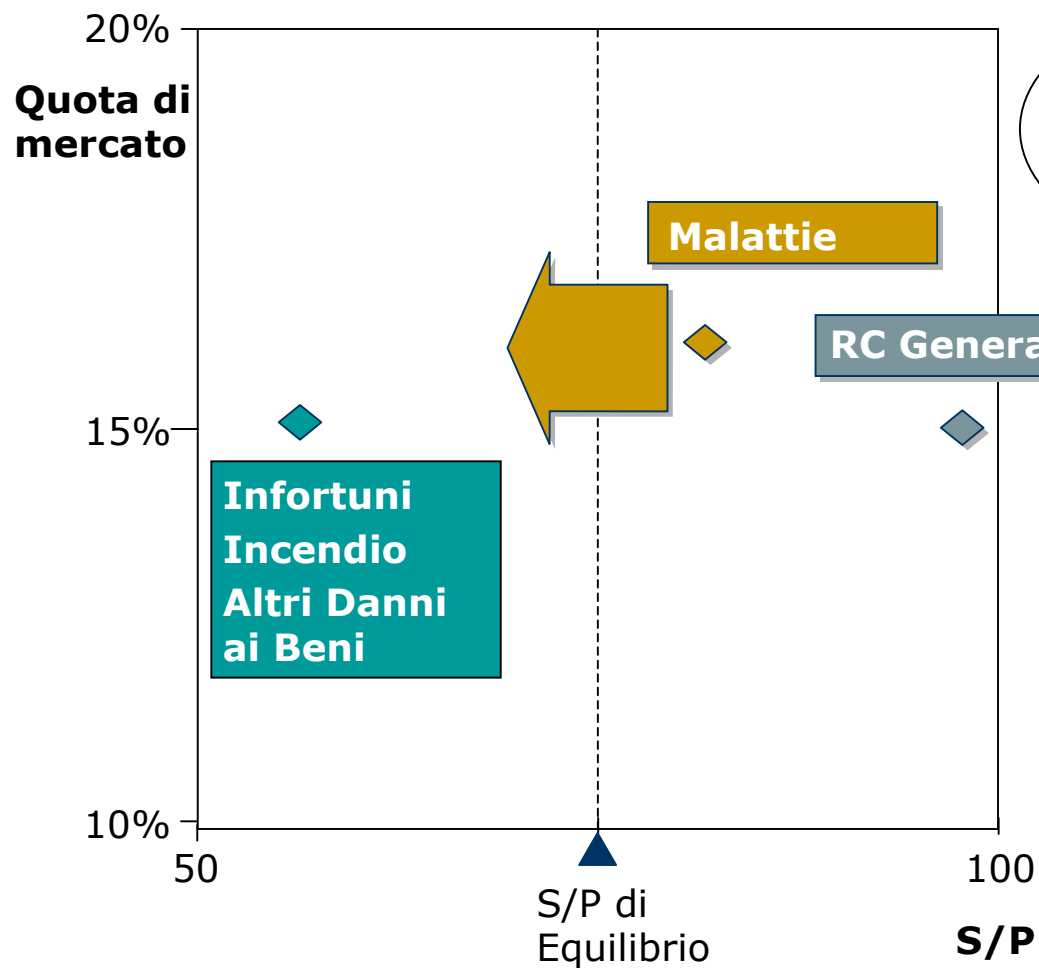 20%
Quota di
mercato
Malattie
RC Genera
15%
Infortuni
Incendio
Altri Danni
ai Beni
10%
50
100
S/P di
Equilibrio
S/P